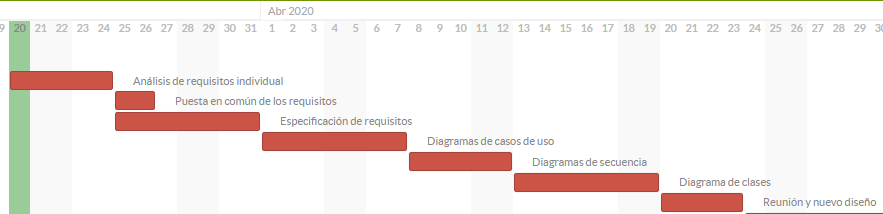 Abr 2020
9 20 21 22 23 24 25 26 27 28 29 30 31 1 2 3 4 5 6 7 8 9 10 11 12 13 14 15 16 17 18 19 20 21 22 23 24 25 26 27 28 29 30
Análisis de requisitos individual
Puesta en común de los requisitos
Especificación de requisitos
Diagramas de casos de uso
Diagramas de secuencia
Diagrama de clases
Reunión y nuevo diseño